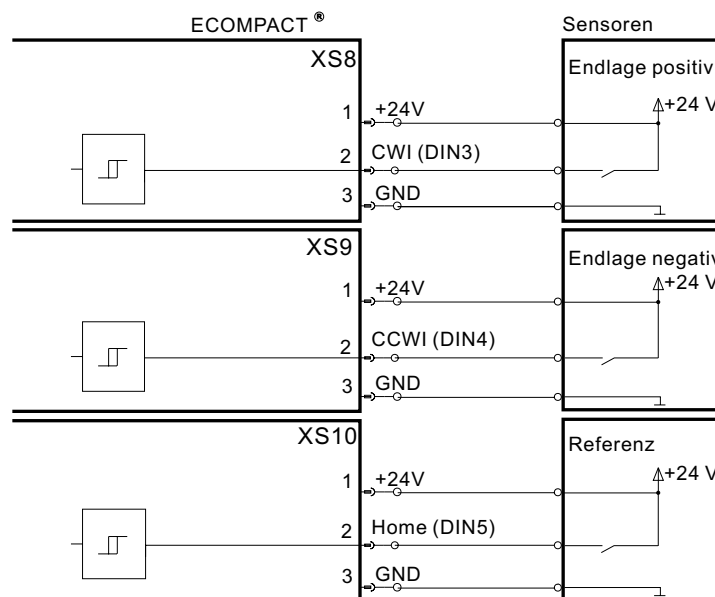 ECOMPACT ® Sensoren
XS8 Endlage positiv
1 +24V +24 V
2 CWI (DIN3)
3 GND
XS9 Endlage negativ
1 +24V +24 V
2 CCWI (DIN4)
3 GND
XS10 Referenz
1 +24V +24 V
2 Home (DIN5)
3 GND